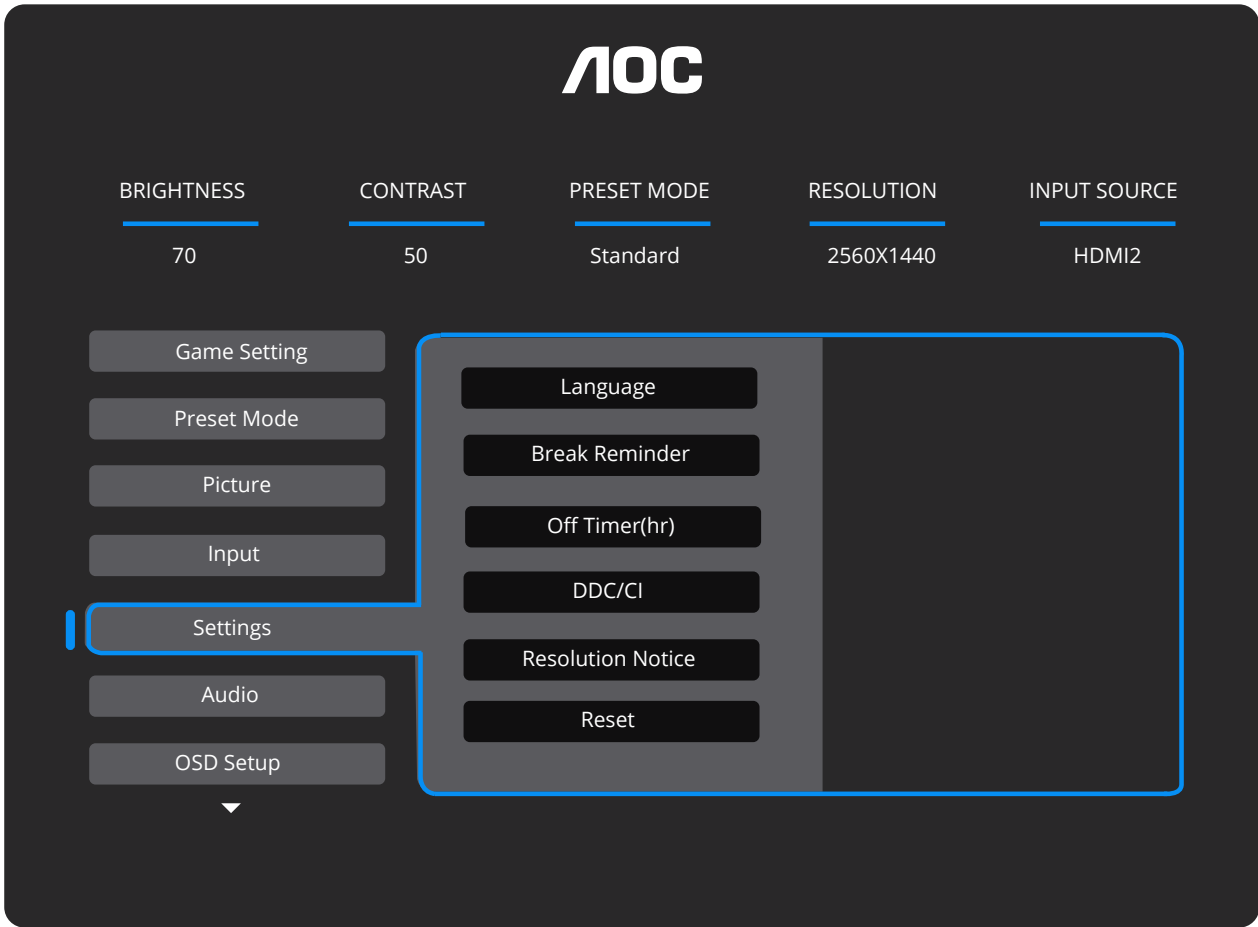 AOC
BRIGHTNESS CONTRAST PRESET MODE RESOLUTION INPUT SOURCE
70 50 Standard 2560X1440 HDMI2
Game Setting
Preset Mode
Picture
Input
Settings
Audio
OSD Setup
Language
Break Reminder
Off Timer(hr)
DDC/CI
Resolution Notice
Reset